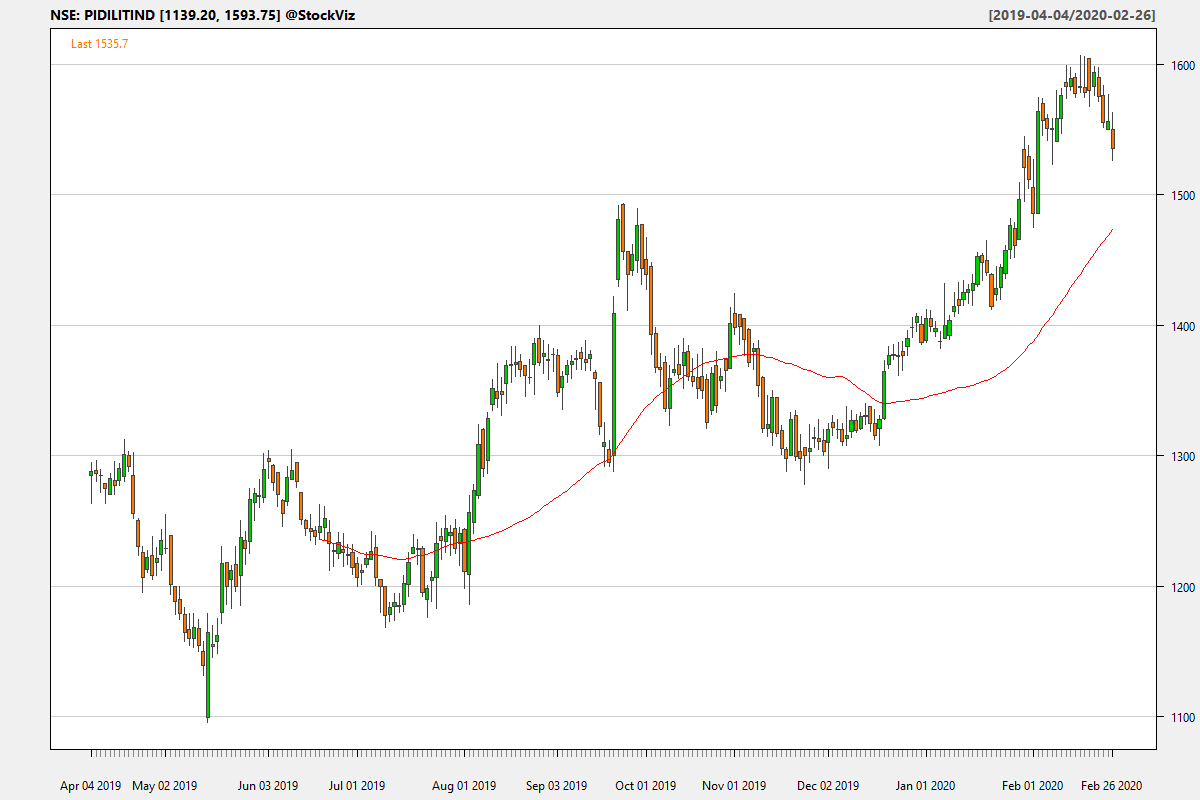 NSE: PIDILITIND [1139.20, 1593.75] @StockViz
[2019-04-04/2020-02-26]
Last 1535.7
1600
1500
1400
1300
1200
1100
Apr 04 2019 May 02 2019 Jun 03 2019 Jul 01 2019 Aug 01 2019 Sep 03 2019 Oct 01 2019 Nov 01 2019 Dec 02 2019 Jan 01 2020 Feb 01 2020 Feb 26 2020